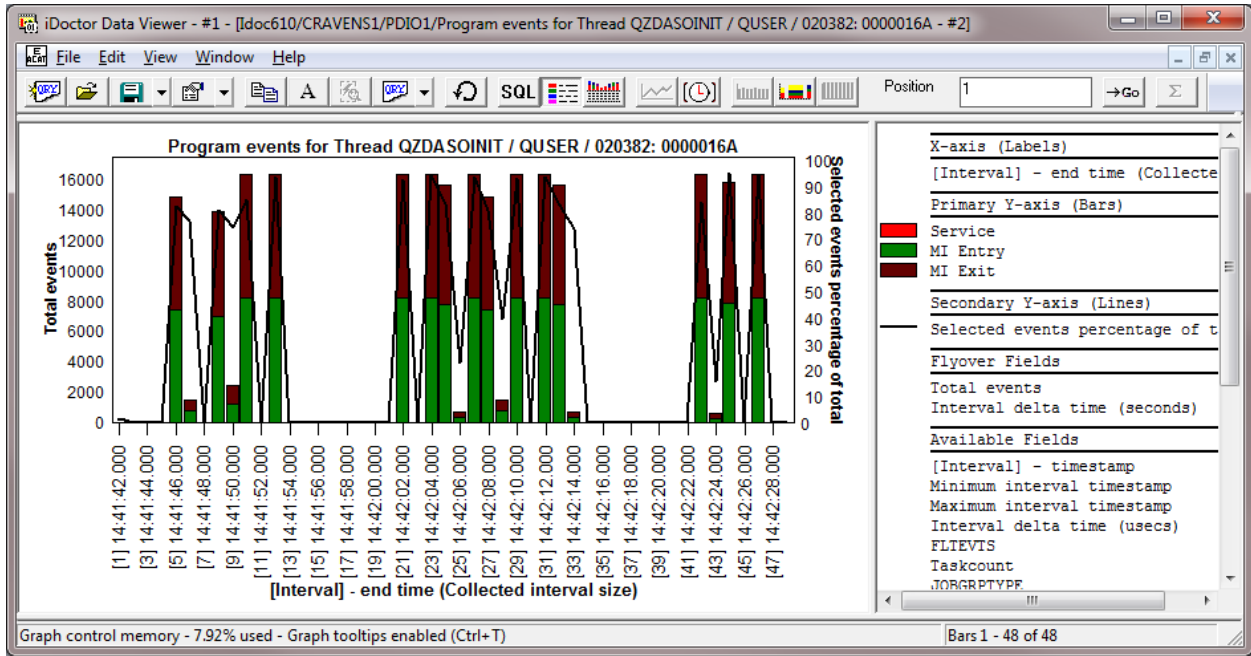 iDoctor Data Viewer - #1 - [Idoc610/CRAVENS1/PDIO1/Program events for Thread QZDASOINIT / QUSER / 020382: 0000016A - #2]
File Edit View Window Help
QRY A QRY SQL Position 1 Go Σ
Program events for Thread QZDASOINIT / QUSER / 020382: 0000016A
Total events
16000
14000
12000
10000
8000
6000
4000
2000
0
100
90
80
70
60
50
40
30
20
10
0
Selected events percentage of total
[1] 14:41:42.000
[3] 14:41:44.000
[5] 14:41:46.000
[7] 14:41:48.000
[9] 14:41:50.000
[11] 14:41:52.000
[13] 14:41:54.000
[15] 14:41:56.000
[17] 14:41:58.000
[19] 14:42:00.000
[21] 14:42:02.000
[23] 14:42:04.000
[25] 14:42:06.000
[27] 14:42:08.000
[29] 14:42:10.000
[31] 14:42:12.000
[33] 14:42:14.000
[35] 14:42:16.000
[37] 14:42:18.000
[39] 14:42:20.000
[41] 14:42:22.000
[43] 14:42:24.000
[45] 14:42:26.000
[47] 14:42:28.000
[Interval] - end time (Collected interval size)
X-axis (Labels)
[Interval] - end time (Collecte
Primary Y-axis (Bars)
Service
MI Entry
MI Exit
Secondary Y-axis (Lines)
Selected events percentage of t
Flyover Fields
Total events
Interval delta time (seconds)
Available Fields
[Interval] - timestamp
Minimum interval timestamp
Maximum interval timestamp
Interval delta time (usecs)
FLTEVTS
Taskcount
JOBGRPTYPE
Graph control memory - 7.92% used - Graph tooltips enabled (Ctrl+T)
Bars 1 - 48 of 48